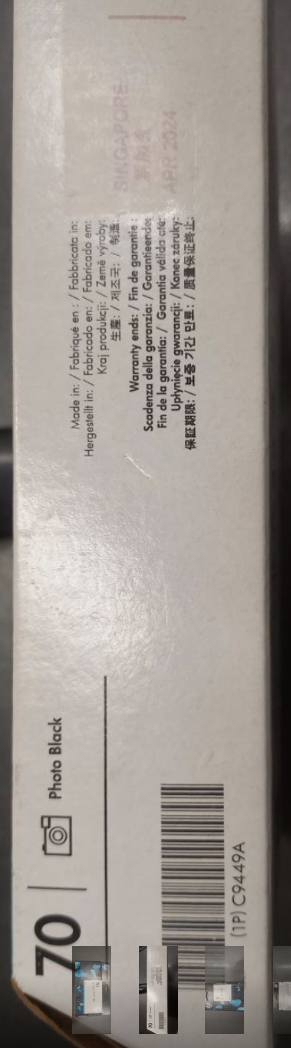 70
Photo Black
Made in: / Fabriqué en : / Fabbricato in:
Hergestellt in: / Fabricado en: / Fabricado em:
Kraj produkcji: / Země výroby:
生産: / 제조국: / 制造:
SINGAPORE
Warranty ends: / Fin de garantie :
Scadenza della garanzia: / Garantieende:
Fin de la garantía: / Garantia válida até:
Upłynięcie gwarancji: / Konec záruky:
保証期限: / 보증 기간 만료: / 质量保证终止:
APR 2024
(1P) C9449A